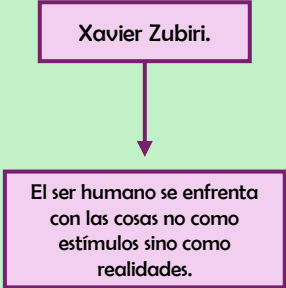 Xavier Zubiri.
El ser humano se enfrenta
con las cosas no como
estímulos sino como
realidades.